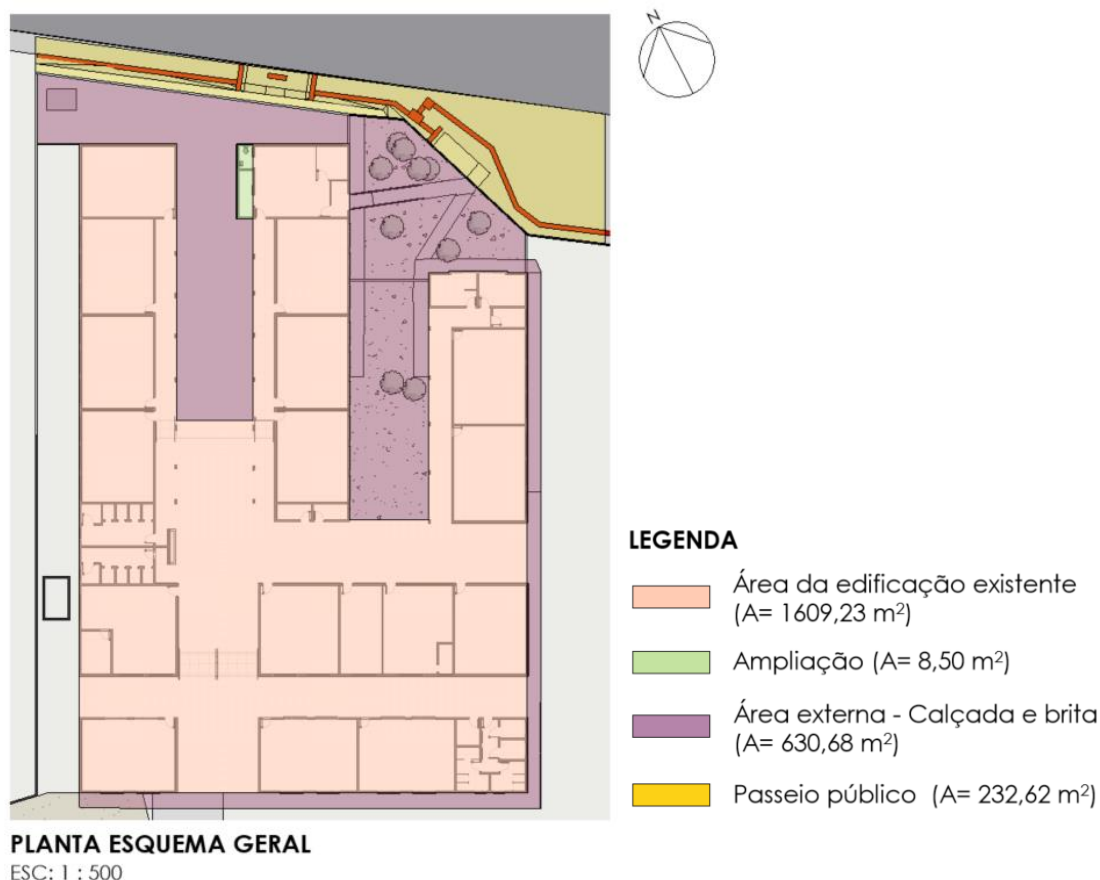 N
LEGENDA
Área da edificação existente
(A= 1609,23 m²)
Ampliação (A= 8,50 m²)
Área externa - Calçada e brita
(A= 630,68 m²)
Passeio público (A= 232,62 m²)
PLANTA ESQUEMA GERAL
ESC: 1 : 500